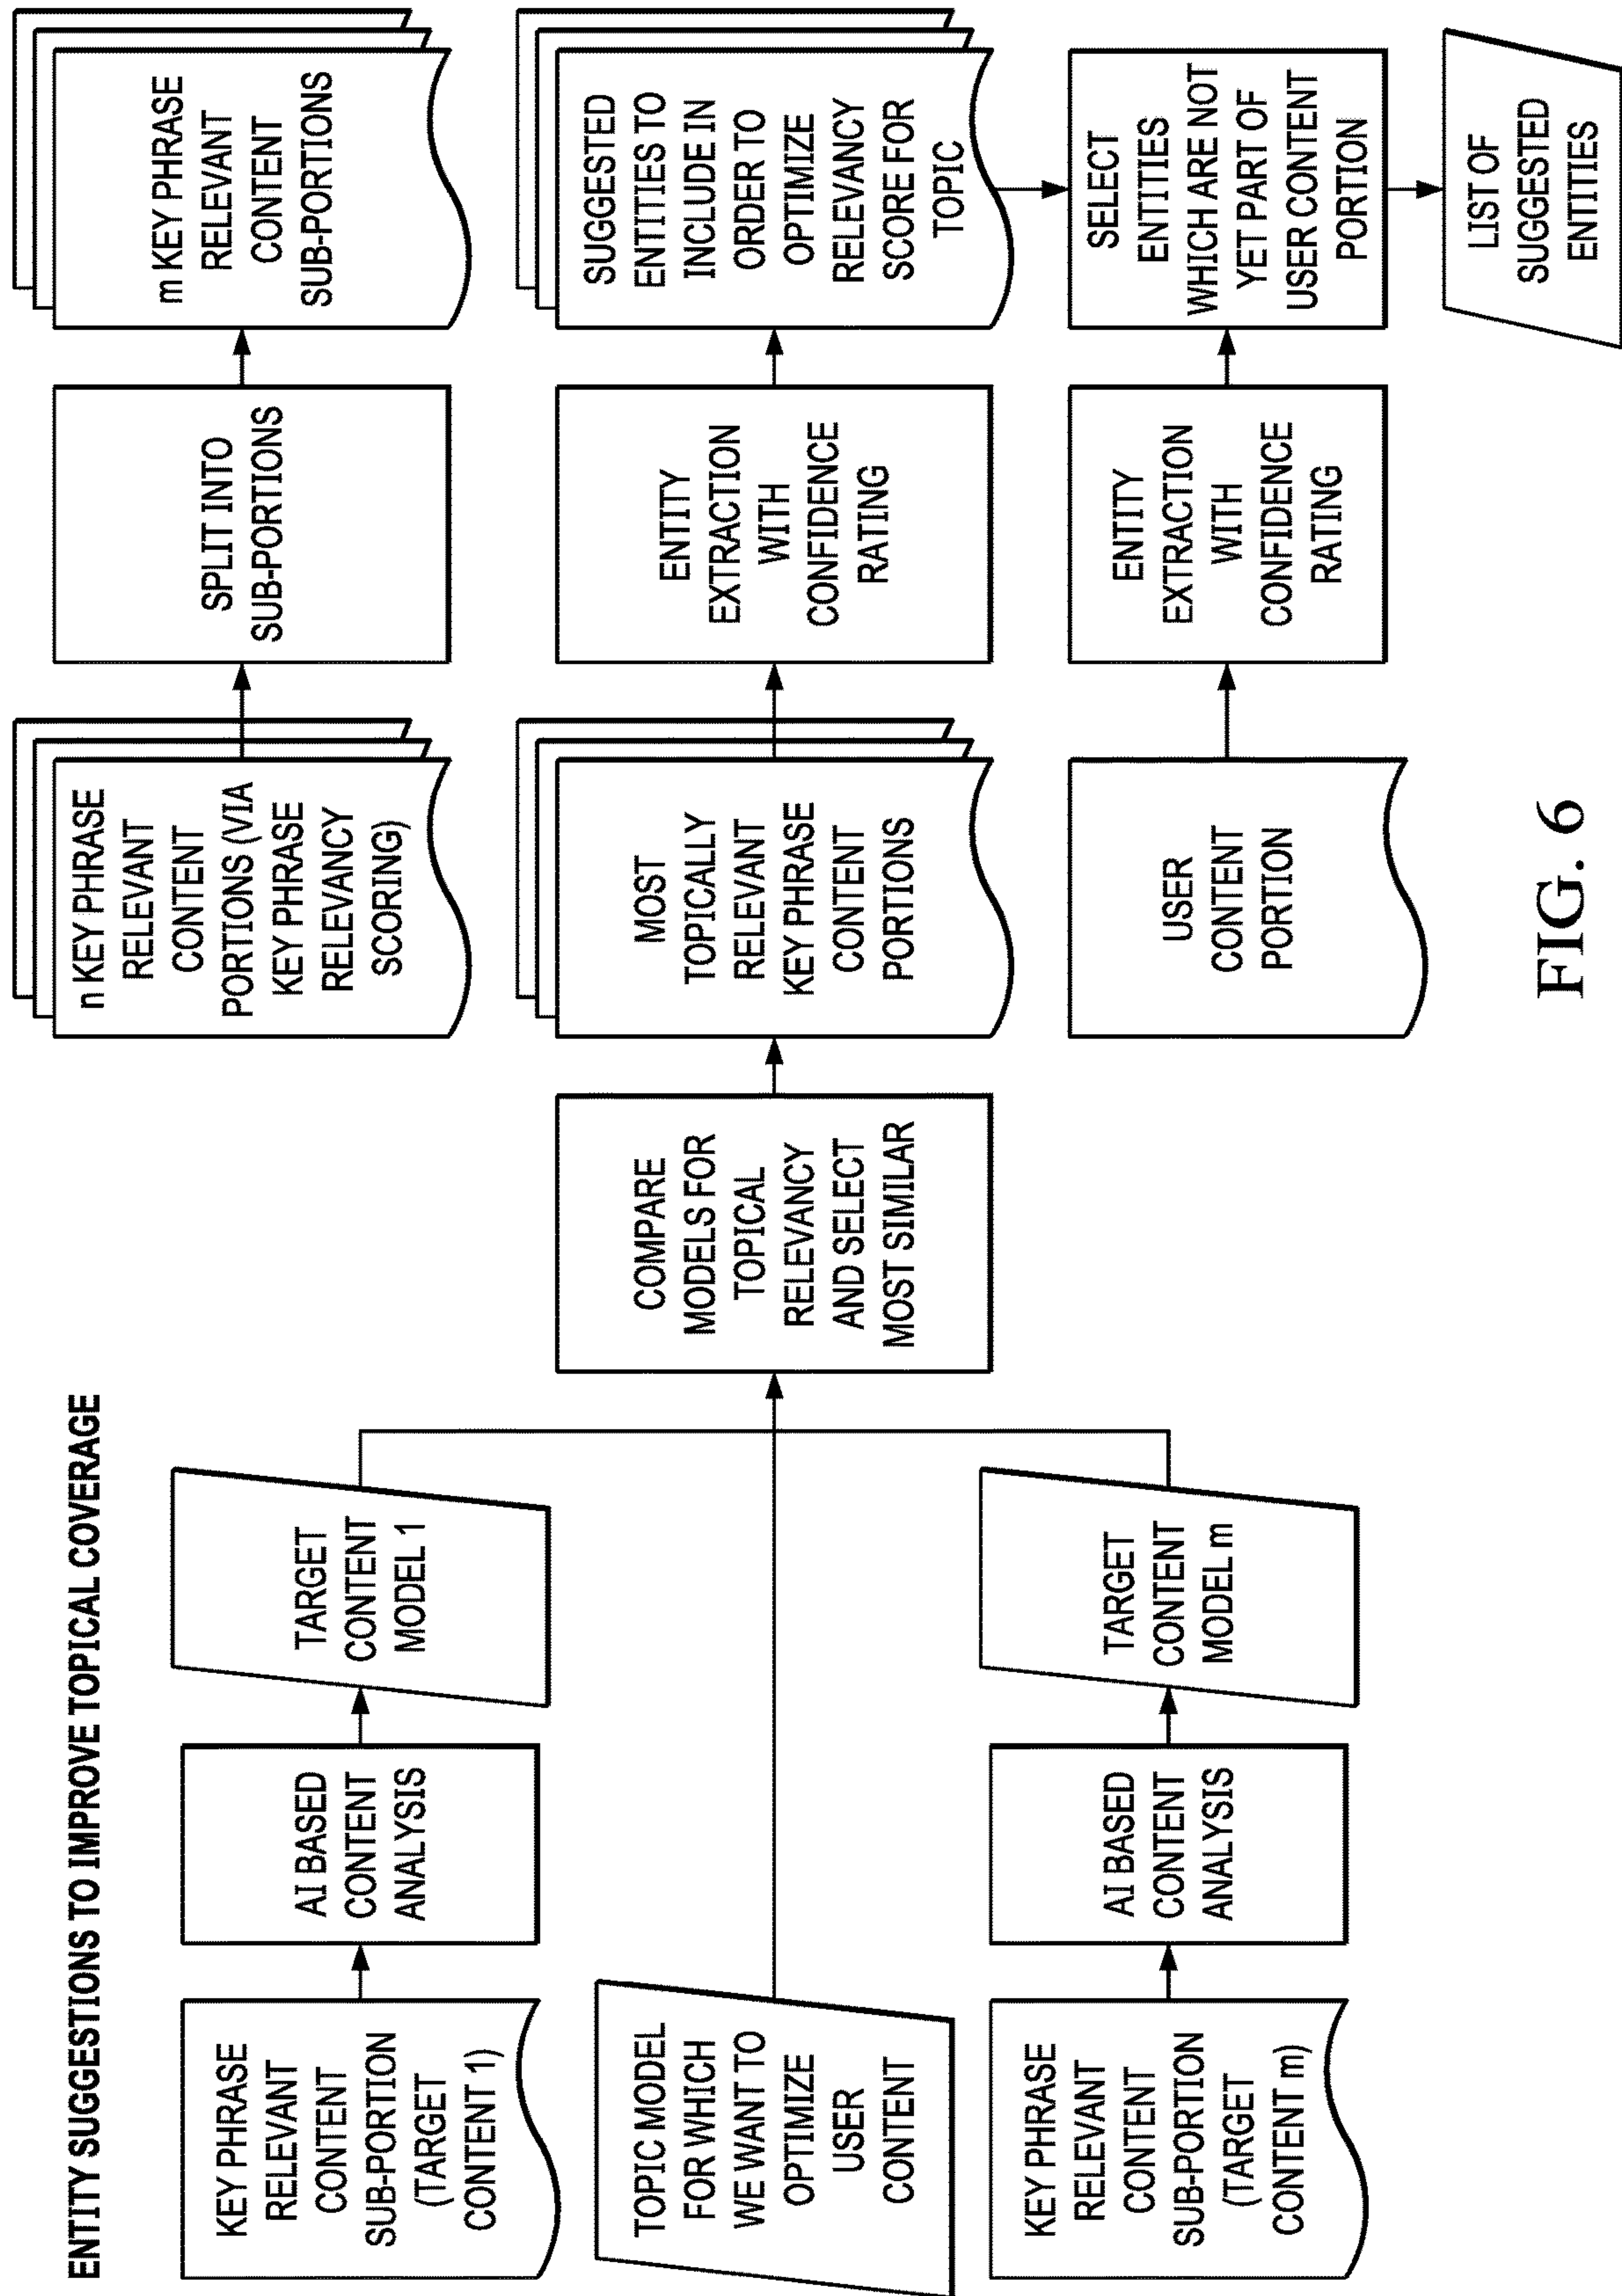 ENTITY SUGGESTIONS TO IMPROVE TOPICAL COVERAGE
n KEY PHRASE
RELEVANT
CONTENT
PORTIONS (VIA
KEY PHRASE
RELEVANCY
SCORING)
SPLIT INTO
SUB-PORTIONS
m KEY PHRASE
RELEVANT
CONTENT
SUB-PORTIONS
KEY PHRASE
RELEVANT
CONTENT
SUB-PORTION
(TARGET
CONTENT 1)
AI BASED
CONTENT
ANALYSIS
TARGET
CONTENT
MODEL 1
TOPIC MODEL
FOR WHICH
WE WANT TO
OPTIMIZE
USER
CONTENT
COMPARE
MODELS FOR
TOPICAL
RELEVANCY
AND SELECT
MOST SIMILAR
MOST
TOPICALLY
RELEVANT
KEY PHRASE
CONTENT
PORTIONS
ENTITY
EXTRACTION
WITH
CONFIDENCE
RATING
SUGGESTED
ENTITIES TO
INCLUDE IN
ORDER TO
OPTIMIZE
RELEVANCY
SCORE FOR
TOPIC
KEY PHRASE
RELEVANT
CONTENT
SUB-PORTION
(TARGET
CONTENT m)
AI BASED
CONTENT
ANALYSIS
TARGET
CONTENT
MODEL m
USER
CONTENT
PORTION
ENTITY
EXTRACTION
WITH
CONFIDENCE
RATING
SELECT
ENTITIES
WHICH ARE NOT
YET PART OF
USER CONTENT
PORTION
LIST OF
SUGGESTED
ENTITIES
FIG. 6